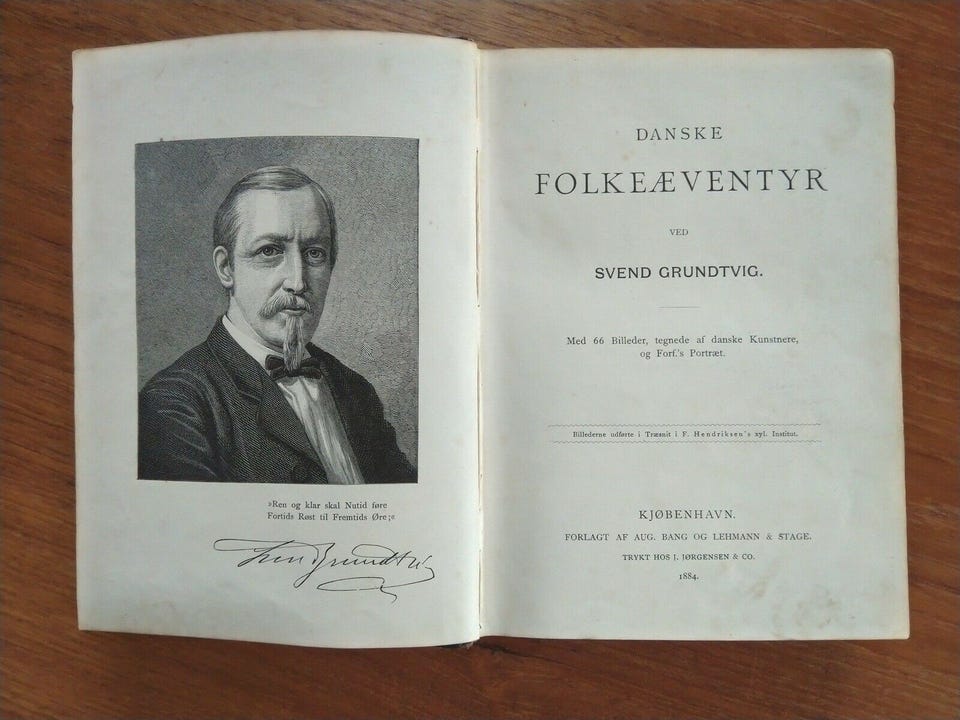 »Ren og klar skal Nutid føre
Fortids Røst til Fremtids Øre;«
Sven Grundtvig
DANSKE
FOLKEÆVENTYR
VED
SVEND GRUNDTVIG.
Med 66 Billeder, tegnede af danske Kunstnere,
og Forf.'s Portræt.
Billederne udførte i Træsnit i F. Hendriksen's xyl. Institut.
KJØBENHAVN.
FORLAGT AF AUG. BANG OG LEHMANN & STAGE.
TRYKT HOS J. JØRGENSEN & CO.
1884.